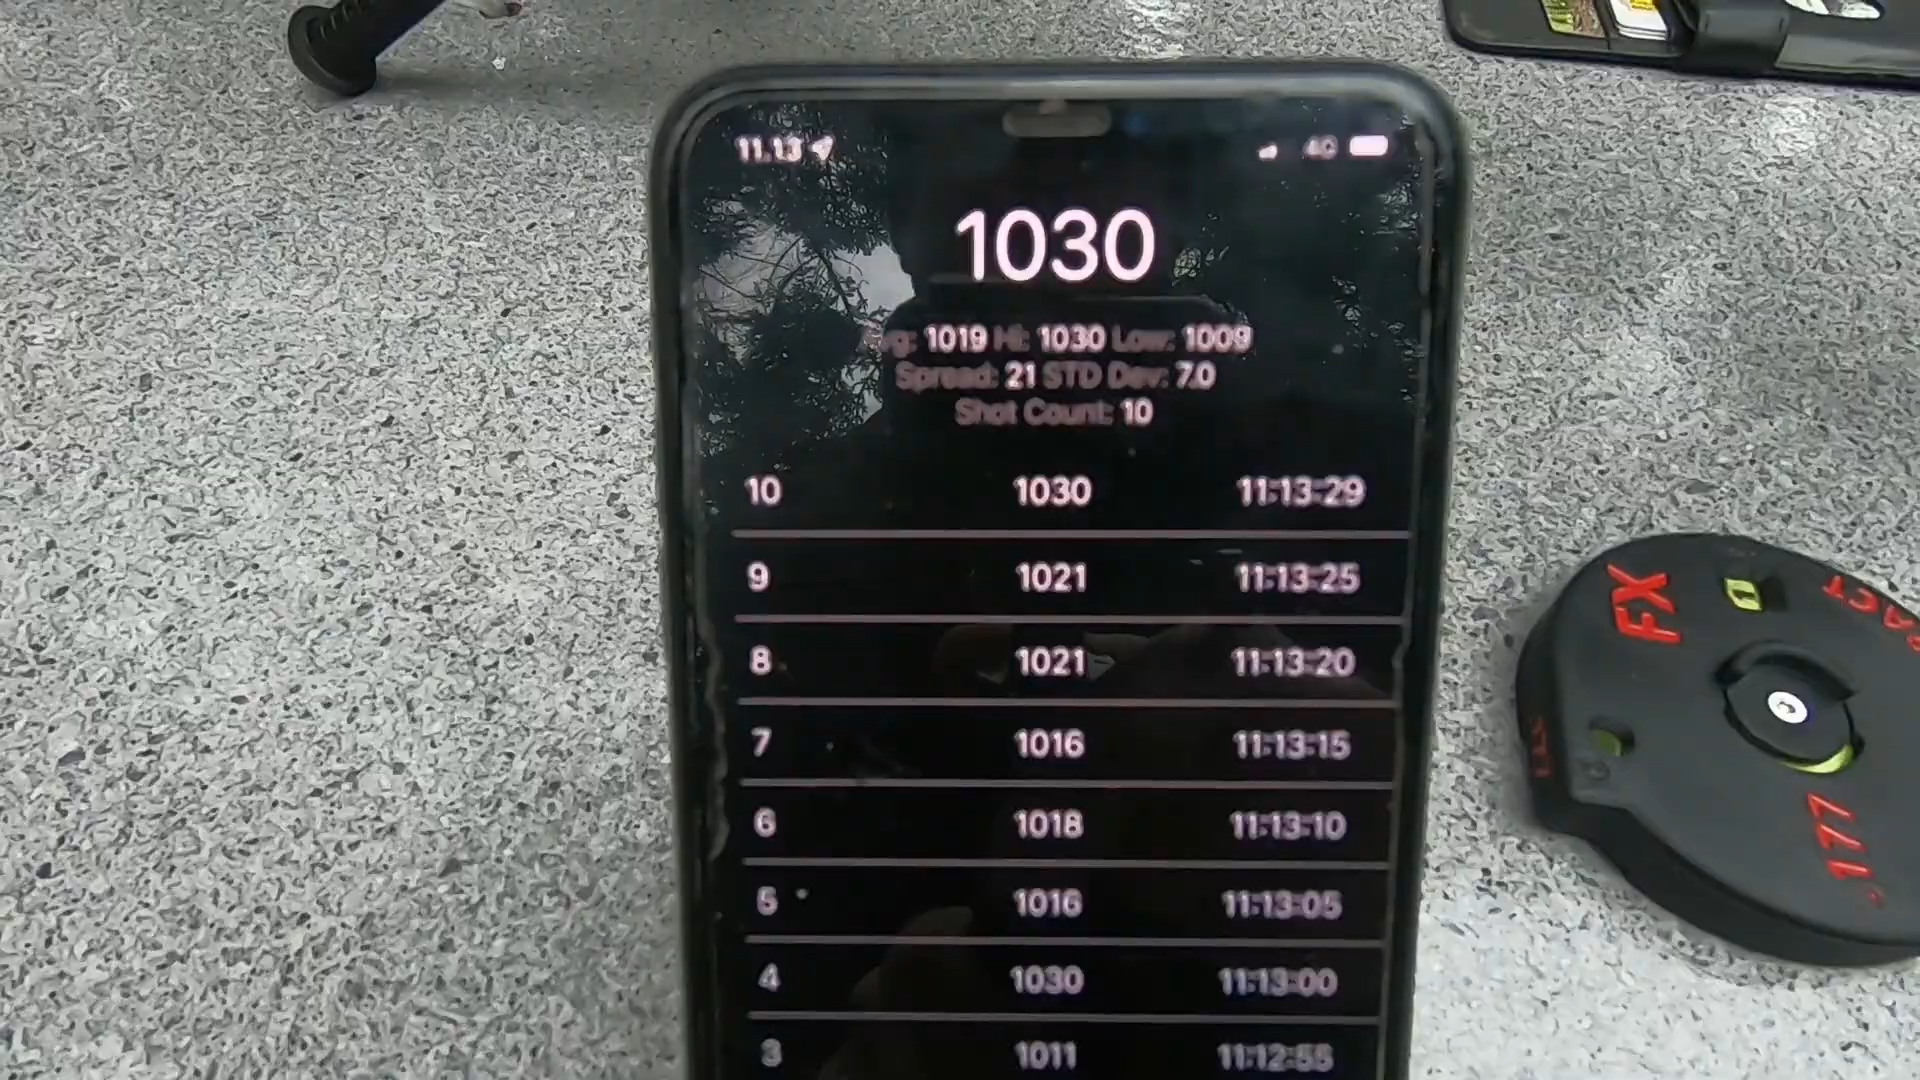 11.13 4G
1030
Avg: 1019 Hi: 1030 Low: 1009
Spread: 21 STD Dev: 7.0
Shot Count: 10
10 1030 11:13:29
9 1021 11:13:25
8 1021 11:13:20
7 1016 11:13:15
6 1018 11:13:10
5 1016 11:13:05
4 1030 11:13:00
3 1011 11:12:55
FX
1
.177